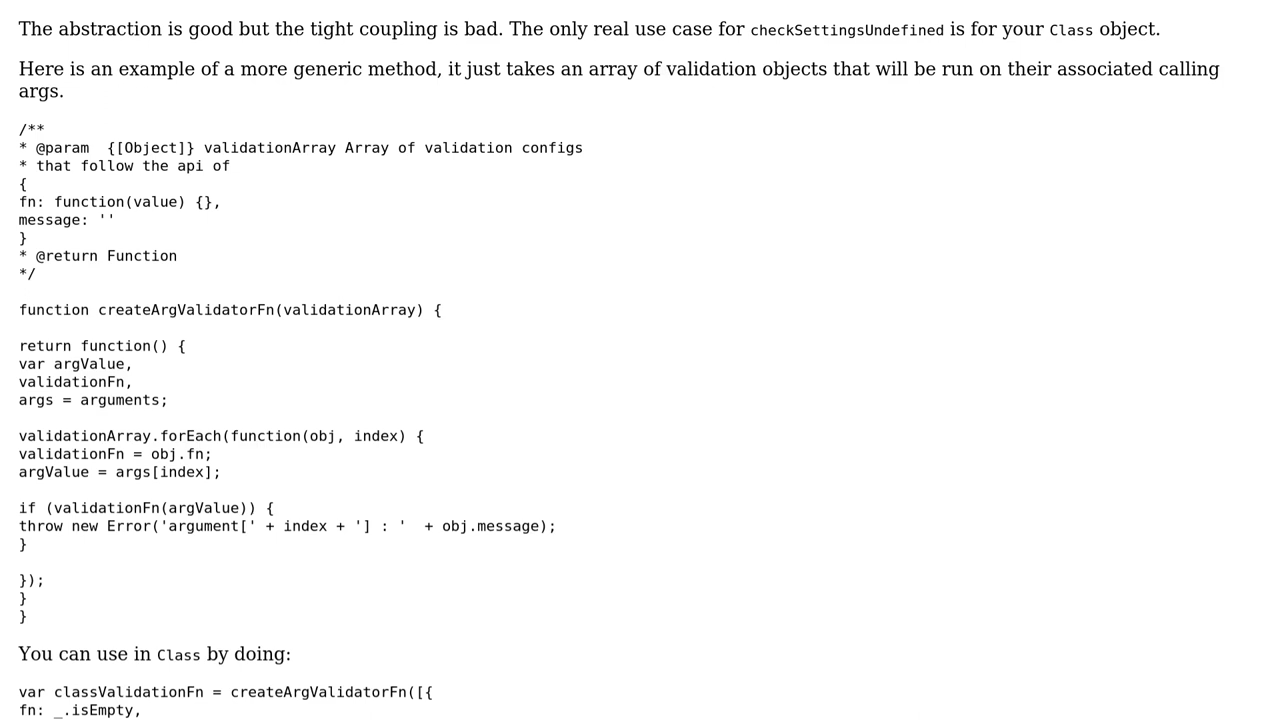 The abstraction is good but the tight coupling is bad. The only real use case for checkSettingsUndefined is for your Class object.
Here is an example of a more generic method, it just takes an array of validation objects that will be run on their associated calling
args.
/**
* @param  {[Object]} validationArray Array of validation configs
* that follow the api of
{
fn: function(value) {},
message: ''
}
* @return Function
*/
function createArgValidatorFn(validationArray) {
return function() {
var argValue,
validationFn,
args = arguments;
validationArray.forEach(function(obj, index) {
validationFn = obj.fn;
argValue = args[index];
if (validationFn(argValue)) {
throw new Error('argument[' + index + '] : '  + obj.message);
}
});
}
}
You can use in Class by doing:
var classValidationFn = createArgValidatorFn([{
fn: _.isEmpty,